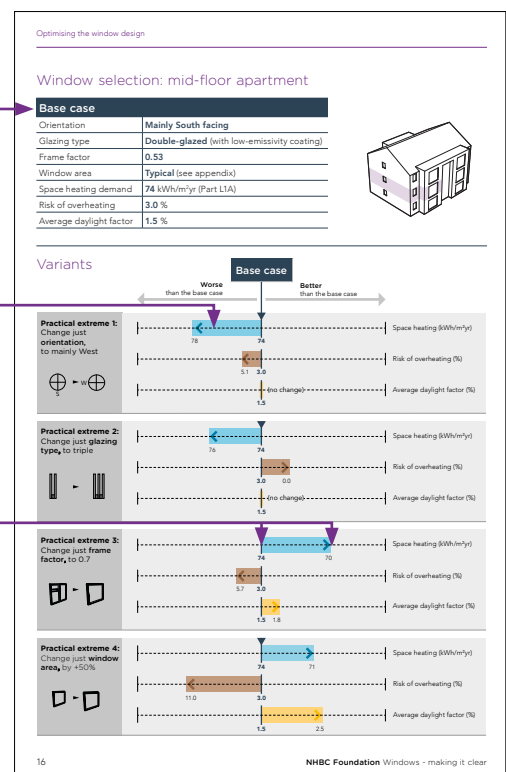 Optimising the window design
Window selection: mid-floor apartment
Base case
Orientation Mainly South facing
Glazing type Double-glazed (with low-emissivity coating)
Frame factor 0.53
Window area Typical (see appendix)
Space heating demand 74 kWh/m²yr (Part L1A)
Risk of overheating 3.0 %
Average daylight factor 1.5 %
Variants
Base case
Worse
than the base case
Better
than the base case
Practical extreme 1:
Change just
orientation,
to mainly West
S W
Space heating (kWh/m²yr)
78 74
Risk of overheating (%)
5.1 3.0
(no change)
Average daylight factor (%)
1.5
Practical extreme 2:
Change just glazing
type, to triple
Space heating (kWh/m²yr)
76 74
Risk of overheating (%)
3.0 0.0
(no change)
Average daylight factor (%)
1.5
Practical extreme 3:
Change just frame
factor, to 0.7
Space heating (kWh/m²yr)
74 70
Risk of overheating (%)
5.7 3.0
Average daylight factor (%)
1.5 1.8
Practical extreme 4:
Change just window
area, by +50%
Space heating (kWh/m²yr)
74 71
Risk of overheating (%)
11.0 3.0
Average daylight factor (%)
1.5 2.5
16
NHBC Foundation Windows - making it clear